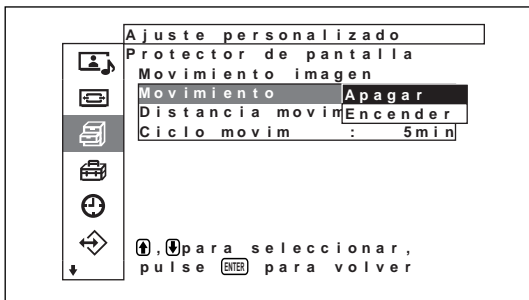 Ajuste personalizado
Protector de pantalla
Movimiento imagen
Movimiento Apagar
Distancia movim Encender
Ciclo movim : 5min
,para seleccionar,
pulse ENTER para volver